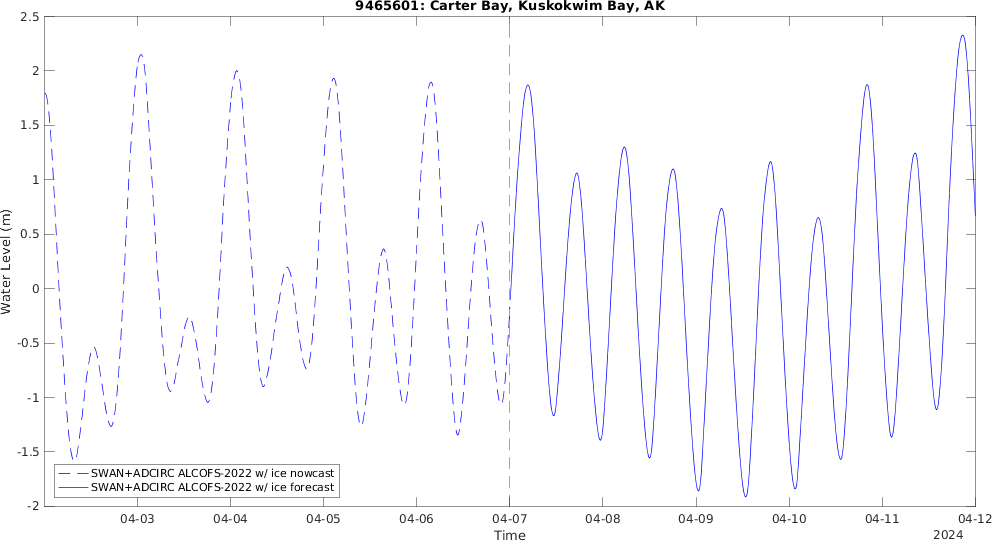 9465601: Carter Bay, Kuskokwim Bay, AK
2.5
2
1.5
1
0.5
0
-0.5
-1
-1.5
-2
Water Level (m)
SWAN+ADCIRC ALCOFS-2022 w/ ice nowcast
SWAN+ADCIRC ALCOFS-2022 w/ ice forecast
04-03 04-04 04-05 04-06 04-07 04-08 04-09 04-10 04-11 04-12
Time
2024